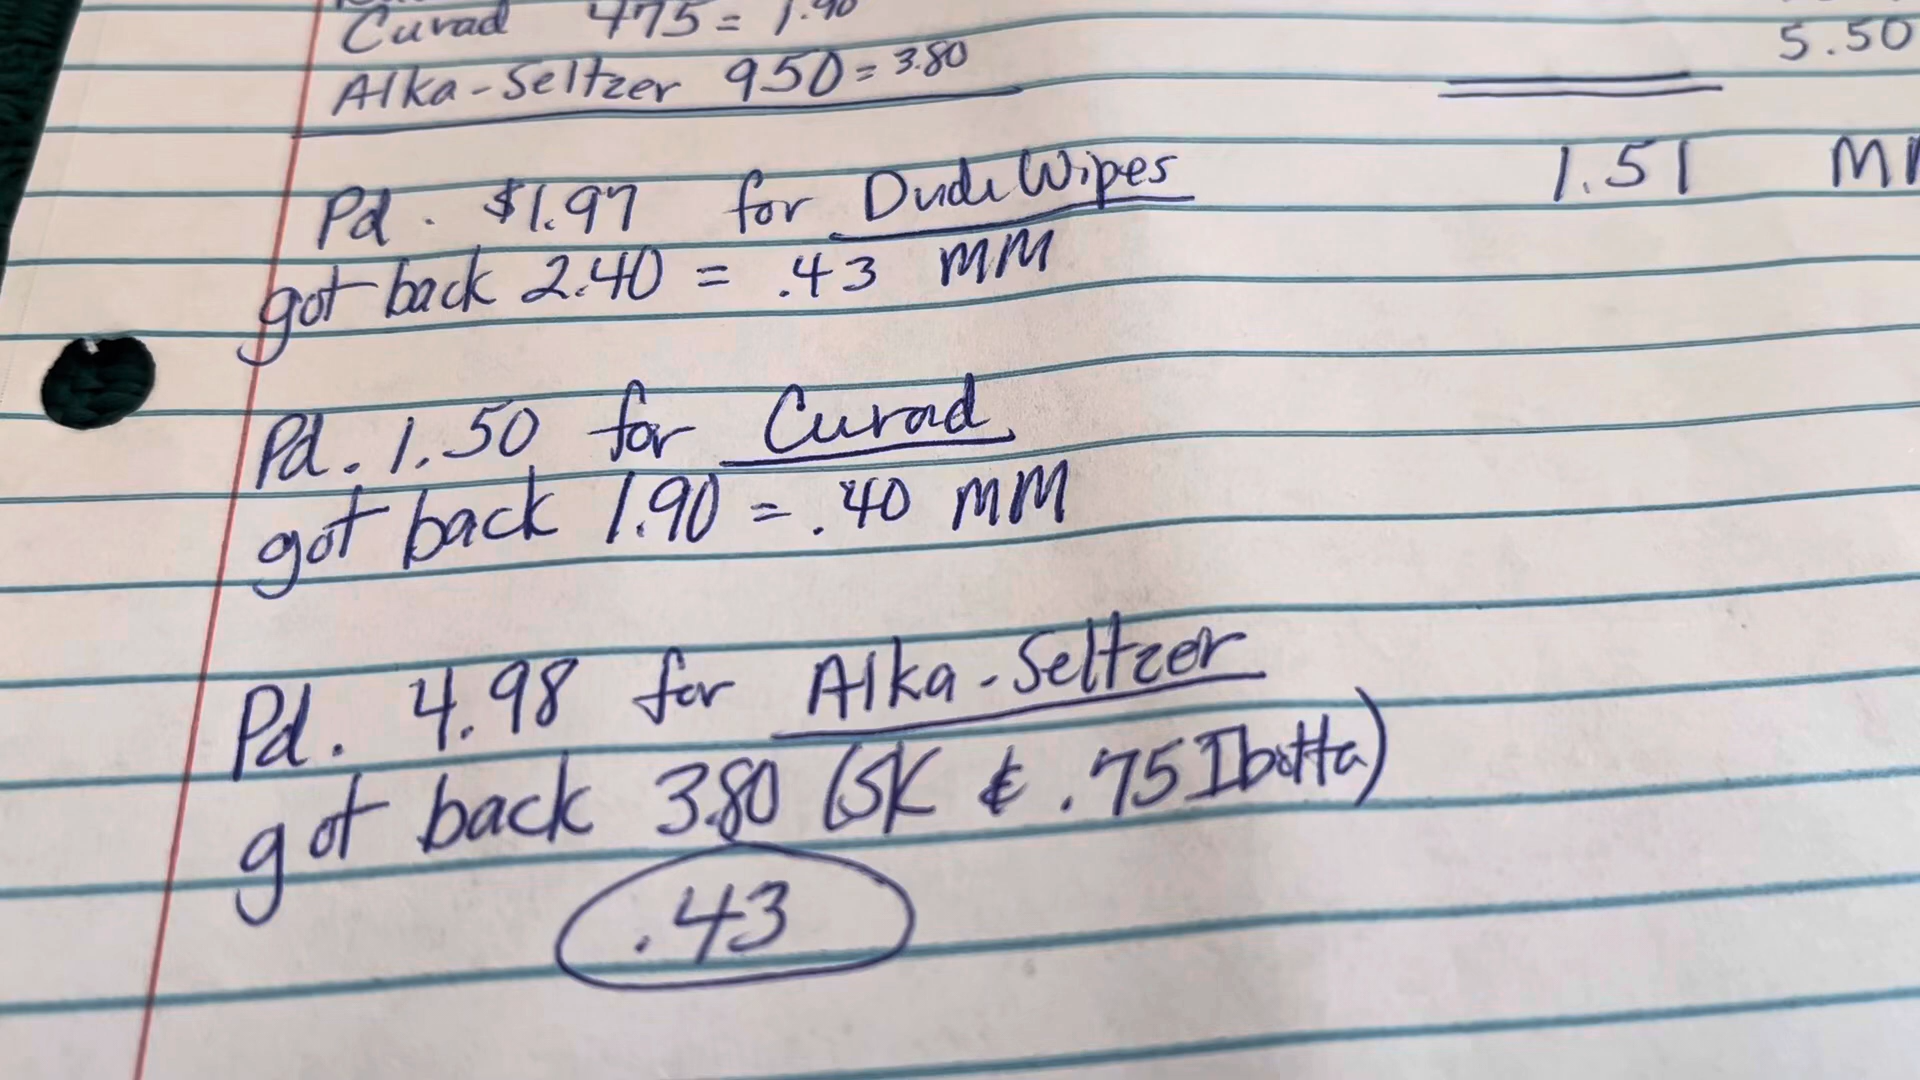 Curad 475 = 1.90
5.50
Alka-Seltzer 950 = 3.80
Pd. $1.97 for Dude Wipes
1.51
got back 2.40 = .43 MM
Pd. 1.50 for Curad
got back 1.90 = .40 MM
Pd. 4.98 for Alka-Seltzer
got back 3.80 (SK & .75 Ibotta)
.43